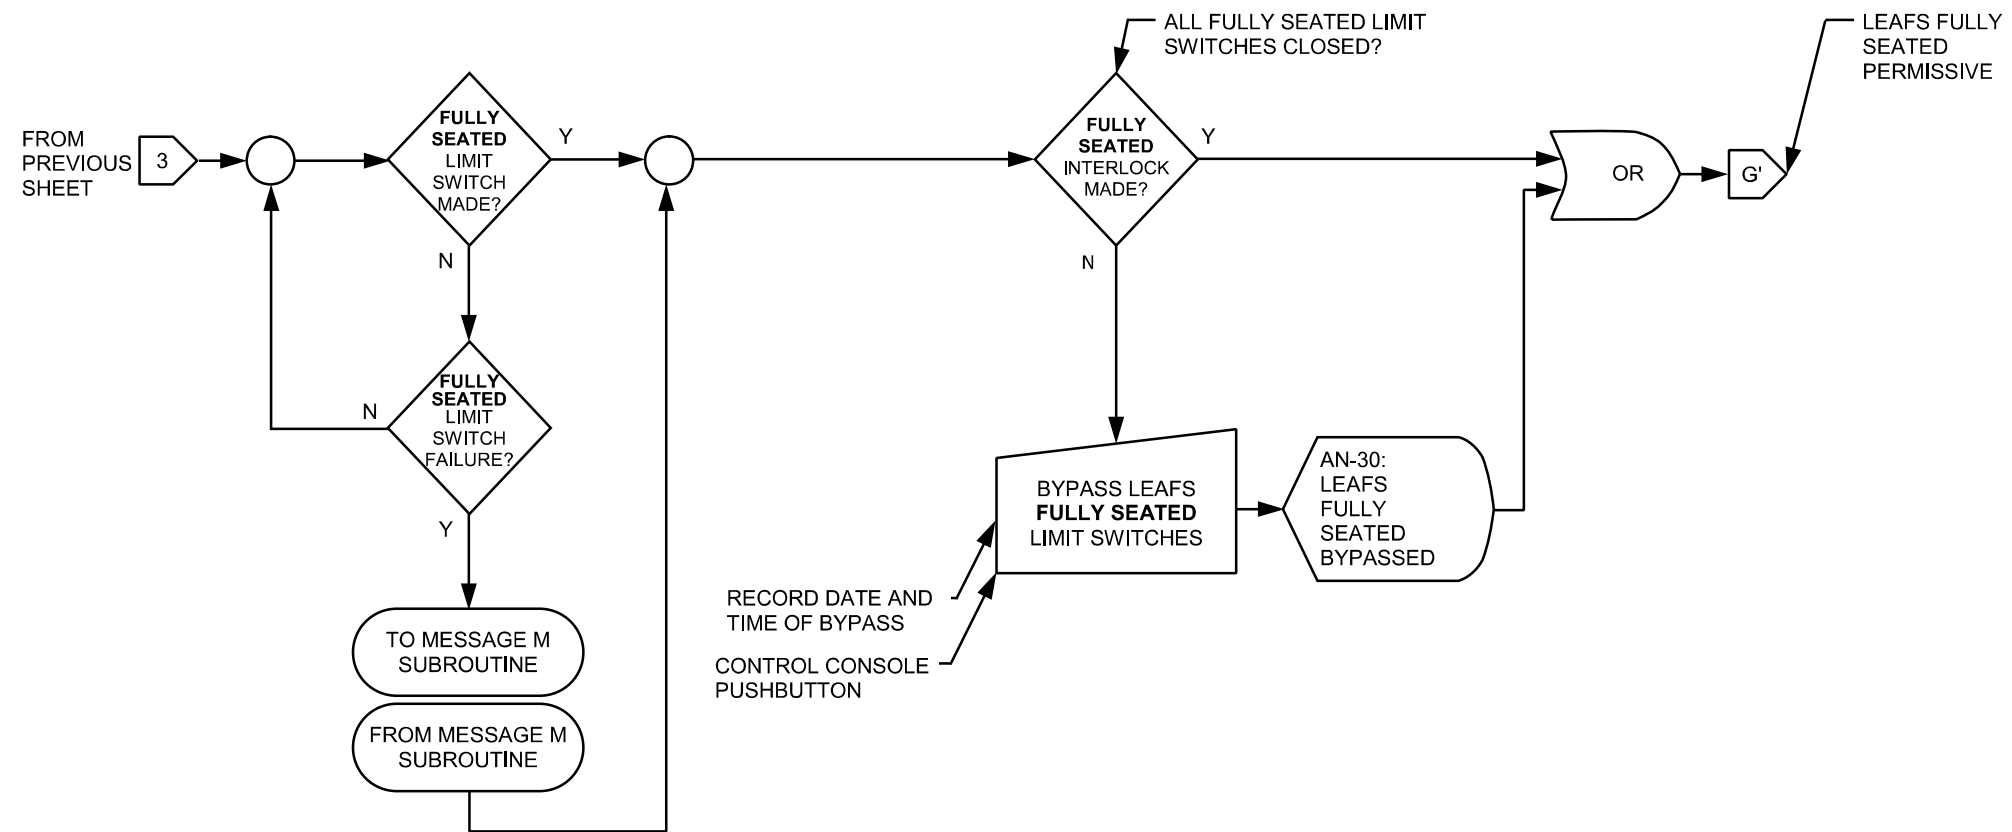 FROM
PREVIOUS
SHEET
3
FULLY
SEATED
LIMIT
SWITCH
MADE?
Y
N
FULLY
SEATED
LIMIT
SWITCH
FAILURE?
N
Y
TO MESSAGE M
SUBROUTINE
FROM MESSAGE M
SUBROUTINE
ALL FULLY SEATED LIMIT
SWITCHES CLOSED?
FULLY
SEATED
INTERLOCK
MADE?
Y
N
BYPASS LEAFS
FULLY SEATED
LIMIT SWITCHES
RECORD DATE AND
TIME OF BYPASS
CONTROL CONSOLE
PUSHBUTTON
AN-30:
LEAFS
FULLY
SEATED
BYPASSED
OR
G'
LEAFS FULLY
SEATED
PERMISSIVE